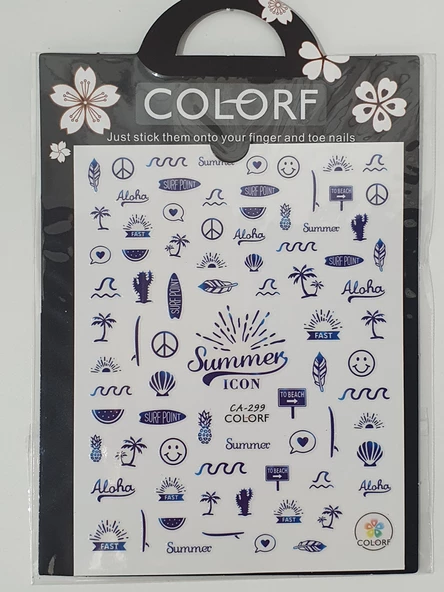 COLORF
Just stick them onto your finger and toe nails
Summer
SURF POINT
SURF POINT
TO BEACH
Aloha
Summer
FAST
Aloha
SURF POINT
SURF POINT
Aloha
FAST
Summer
ICON
TO BEACH
CA-299
COLORF
SURF POINT
Summer
TO BEACH
Aloha
Aloha
FAST
FAST
FAST
Summer
COLORF